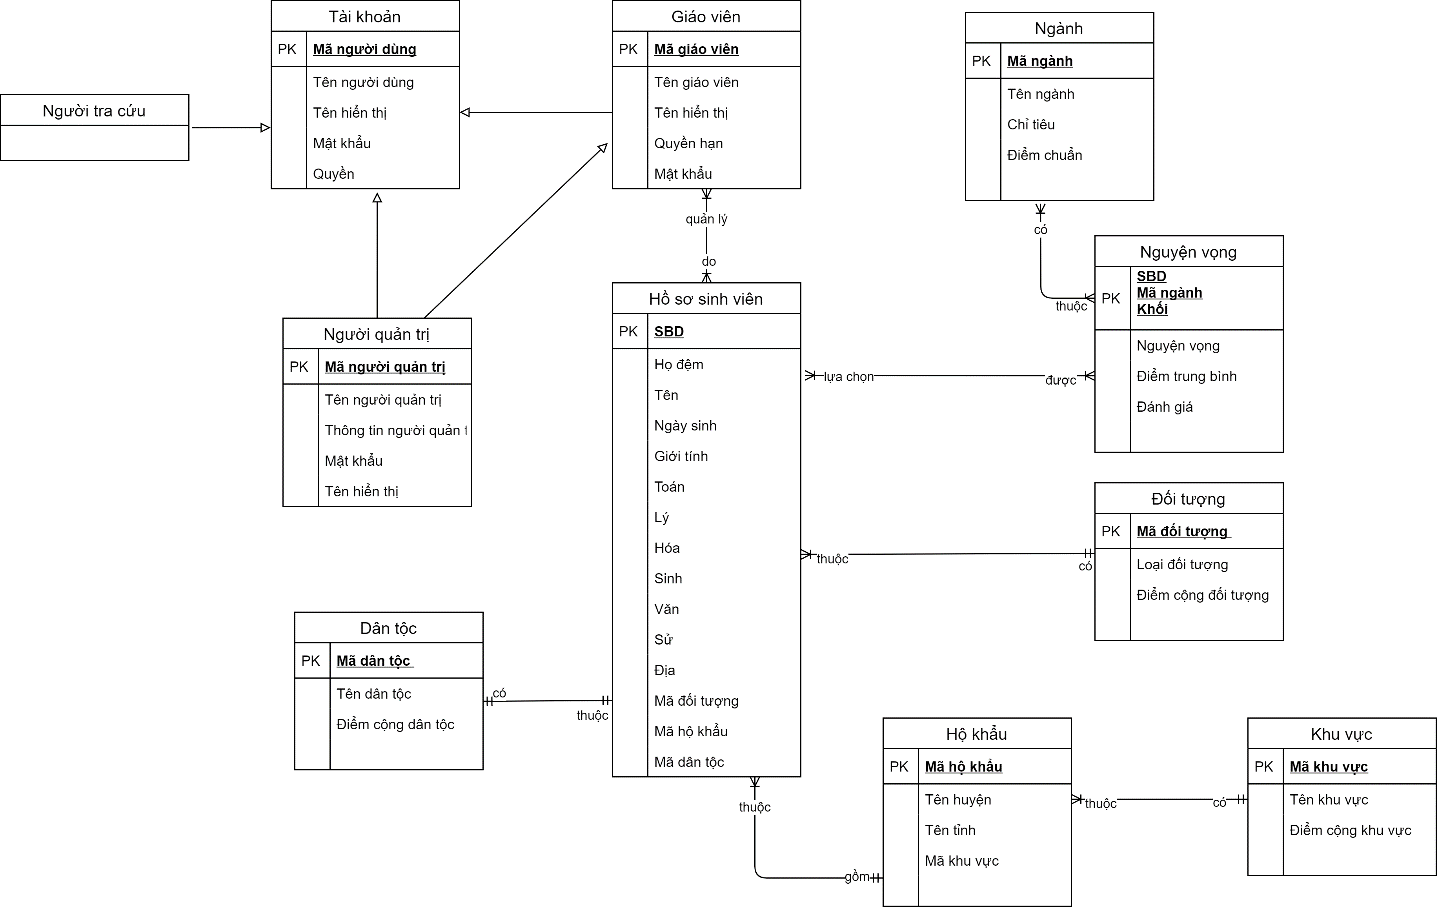 Tài khoản
PK Mã người dùng
Tên người dùng
Tên hiển thị
Mật khẩu
Quyền
Giáo viên
PK Mã giáo viên
Tên giáo viên
Tên hiển thị
Quyền hạn
Mật khẩu
Ngành
PK Mã ngành
Tên ngành
Chỉ tiêu
Điểm chuẩn
Người tra cứu
quản lý
do
có
thuộc
Nguyện vọng
PK
SBD
Mã ngành
Khối
Nguyện vọng
Điểm trung bình
Đánh giá
Người quản trị
PK Mã người quản trị
Tên người quản trị
Thông tin người quản t
Mật khẩu
Tên hiển thị
Hồ sơ sinh viên
PK SBD
Họ đệm
Tên
Ngày sinh
Giới tính
Toán
Lý
Hóa
Sinh
Văn
Sử
Địa
Mã đối tượng
Mã hộ khẩu
Mã dân tộc
lựa chọn
được
Đối tượng
PK Mã đối tượng
Loại đối tượng
Điểm cộng đối tượng
thuộc
có
Dân tộc
PK Mã dân tộc
Tên dân tộc
Điểm cộng dân tộc
có
thuộc
thuộc
gồm
Hộ khẩu
PK Mã hộ khẩu
Tên huyện
Tên tỉnh
Mã khu vực
thuộc
có
Khu vực
PK Mã khu vực
Tên khu vực
Điểm cộng khu vực